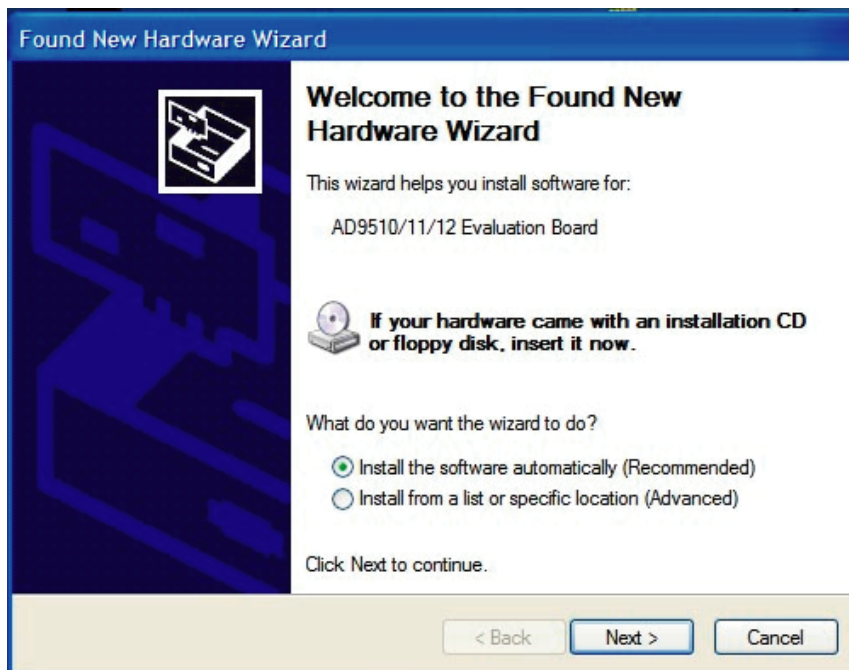 Found New Hardware Wizard
Welcome to the Found New
Hardware Wizard
This wizard helps you install software for:
AD9510/11/12 Evaluation Board
If your hardware came with an installation CD
or floppy disk, insert it now.
What do you want the wizard to do?
Install the software automatically (Recommended)
Install from a list or specific location (Advanced)
Click Next to continue.
< Back Next > Cancel